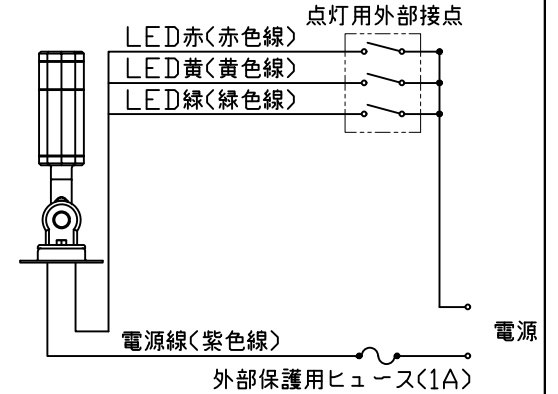 点灯用外部接点
LED赤(赤色線)
LED黄(黄色線)
LED緑(緑色線)
電源
電源線(紫色線)
外部保護用ヒューズ(1A)